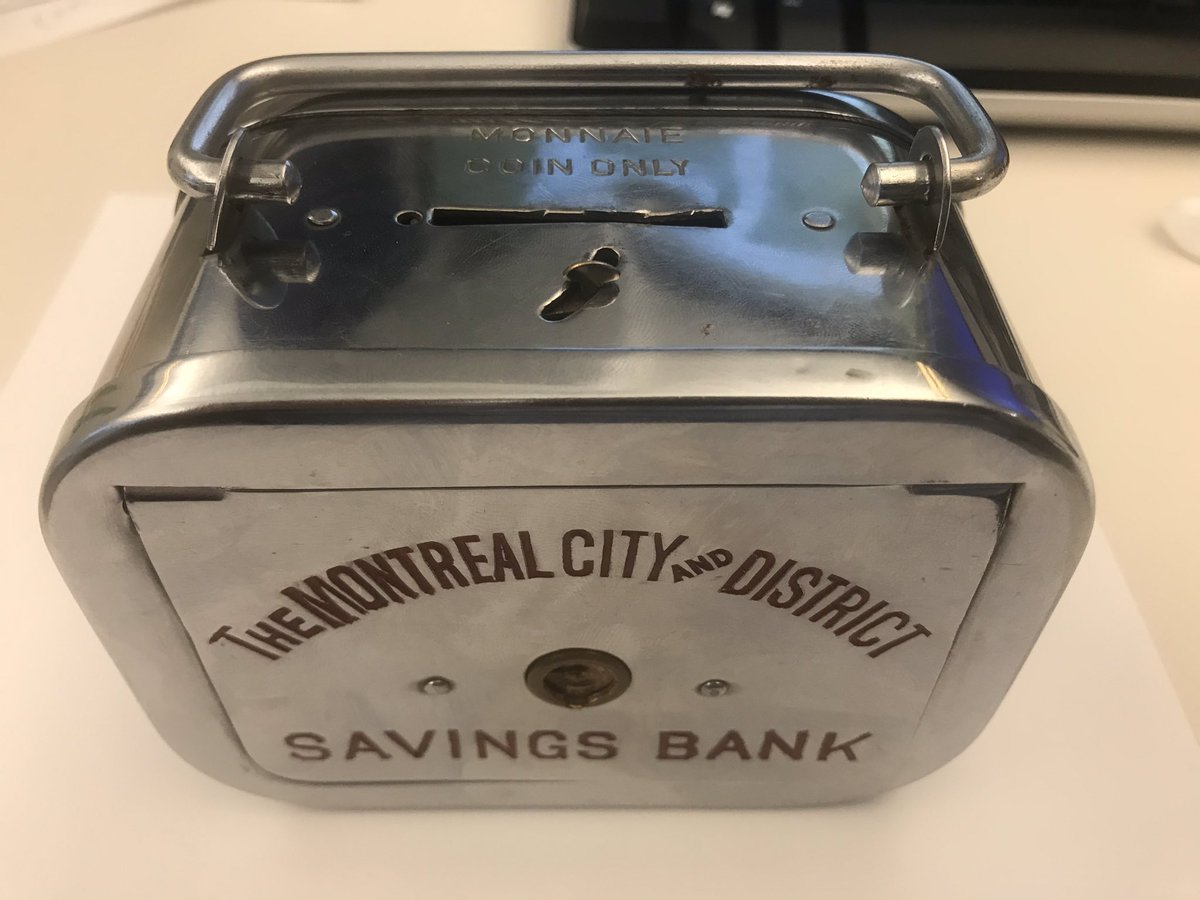 MONNAIE
COIN ONLY
THE MONTREAL CITY AND DISTRICT
SAVINGS BANK